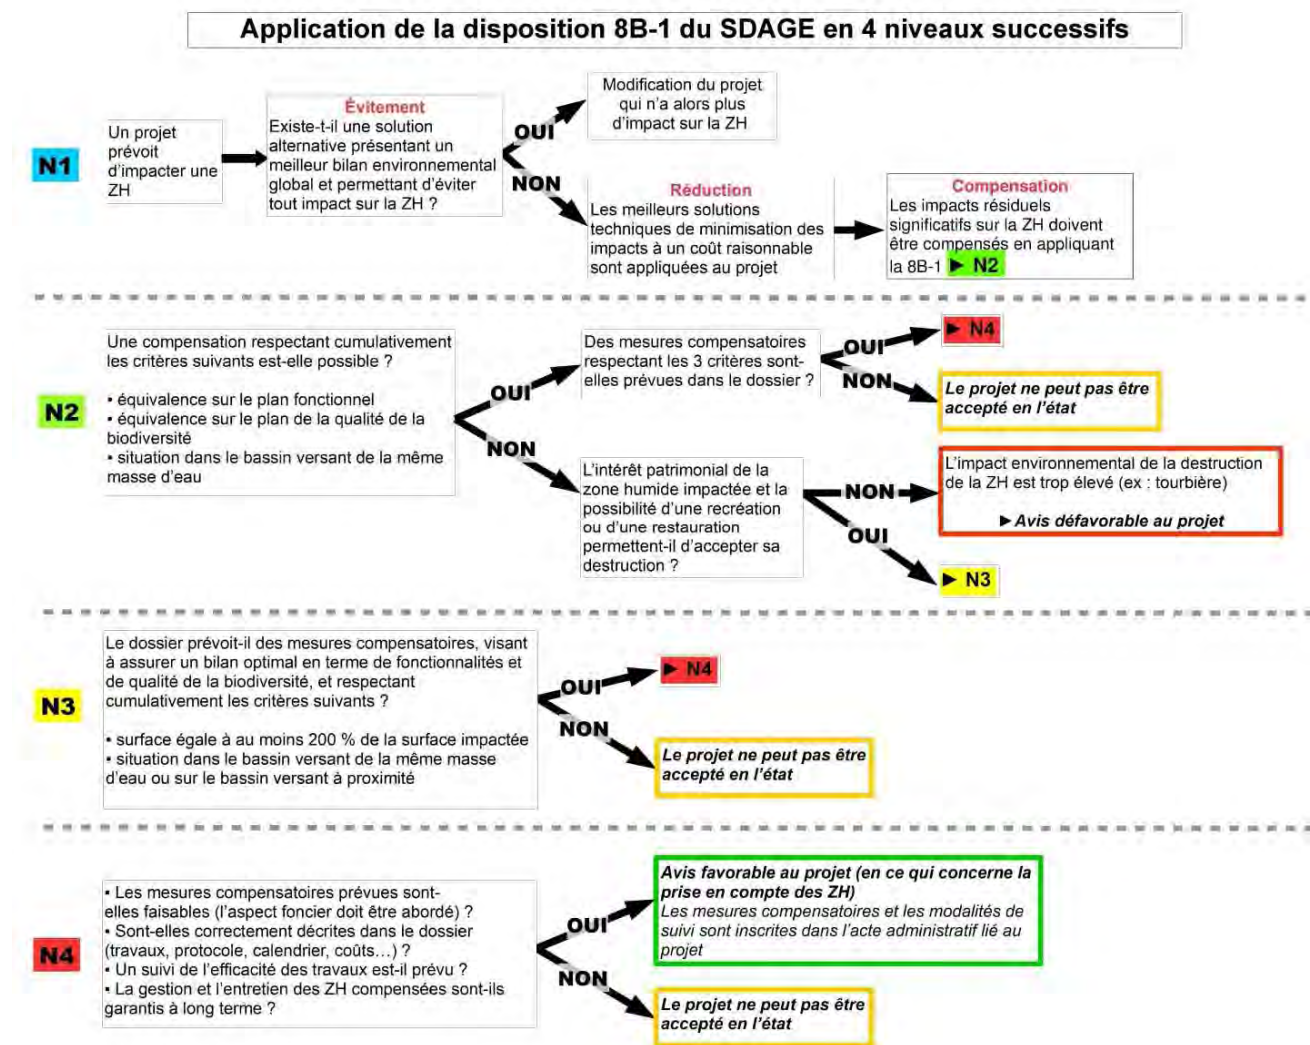 Application de la disposition 8B-1 du SDAGE en 4 niveaux successifs
N1
Un projet
prévoit
d'impacter une
ZH
Évitement
Existe-t-il une solution
alternative présentant un
meilleur bilan environnemental
global et permettant d'éviter
tout impact sur la ZH ?
OUI
Modification du projet
qui n'a alors plus
d'impact sur la ZH
NON
Réduction
Les meilleurs solutions
techniques de minimisation des
impacts à un coût raisonnable
sont appliquées au projet
Compensation
Les impacts résiduels
significatifs sur la ZH doivent
être compensés en appliquant
la 8B-1 ► N2
N2
Une compensation respectant cumulativement
les critères suivants est-elle possible ?
• équivalence sur le plan fonctionnel
• équivalence sur le plan de la qualité de la
biodiversité
• situation dans le bassin versant de la même
masse d'eau
OUI
Des mesures compensatoires
respectant les 3 critères sont-
elles prévues dans le dossier ?
OUI
► N4
NON
Le projet ne peut pas être
accepté en l'état
NON
L'intérêt patrimonial de la
zone humide impactée et la
possibilité d'une recréation
ou d'une restauration
permettent-il d'accepter sa
destruction ?
NON
L'impact environnemental de la destruction
de la ZH est trop élevé (ex : tourbière)
► Avis défavorable au projet
OUI
► N3
N3
Le dossier prévoit-il des mesures compensatoires, visant
à assurer un bilan optimal en terme de fonctionnalités et
de qualité de la biodiversité, et respectant
cumulativement les critères suivants ?
• surface égale à au moins 200 % de la surface impactée
• situation dans le bassin versant de la même masse
d'eau ou sur le bassin versant à proximité
OUI
► N4
NON
Le projet ne peut pas être
accepté en l'état
N4
• Les mesures compensatoires prévues sont-
elles faisables (l'aspect foncier doit être abordé) ?
• Sont-elles correctement décrites dans le dossier
(travaux, protocole, calendrier, coûts…) ?
• Un suivi de l'efficacité des travaux est-il prévu ?
• La gestion et l'entretien des ZH compensées sont-ils
garantis à long terme ?
OUI
Avis favorable au projet (en ce qui concerne la
prise en compte des ZH)
Les mesures compensatoires et les modalités de
suivi sont inscrites dans l'acte administratif lié au
projet
NON
Le projet ne peut pas être
accepté en l'état